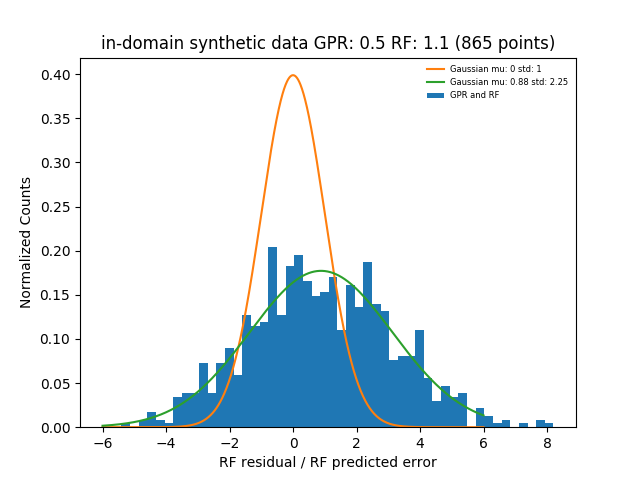 in-domain synthetic data GPR: 0.5 RF: 1.1 (865 points)
Gaussian mu: 0 std: 1
Gaussian mu: 0.88 std: 2.25
GPR and RF
Normalized Counts
0.40
0.35
0.30
0.25
0.20
0.15
0.10
0.05
0.00
−6 −4 −2 0 2 4 6 8
RF residual / RF predicted error